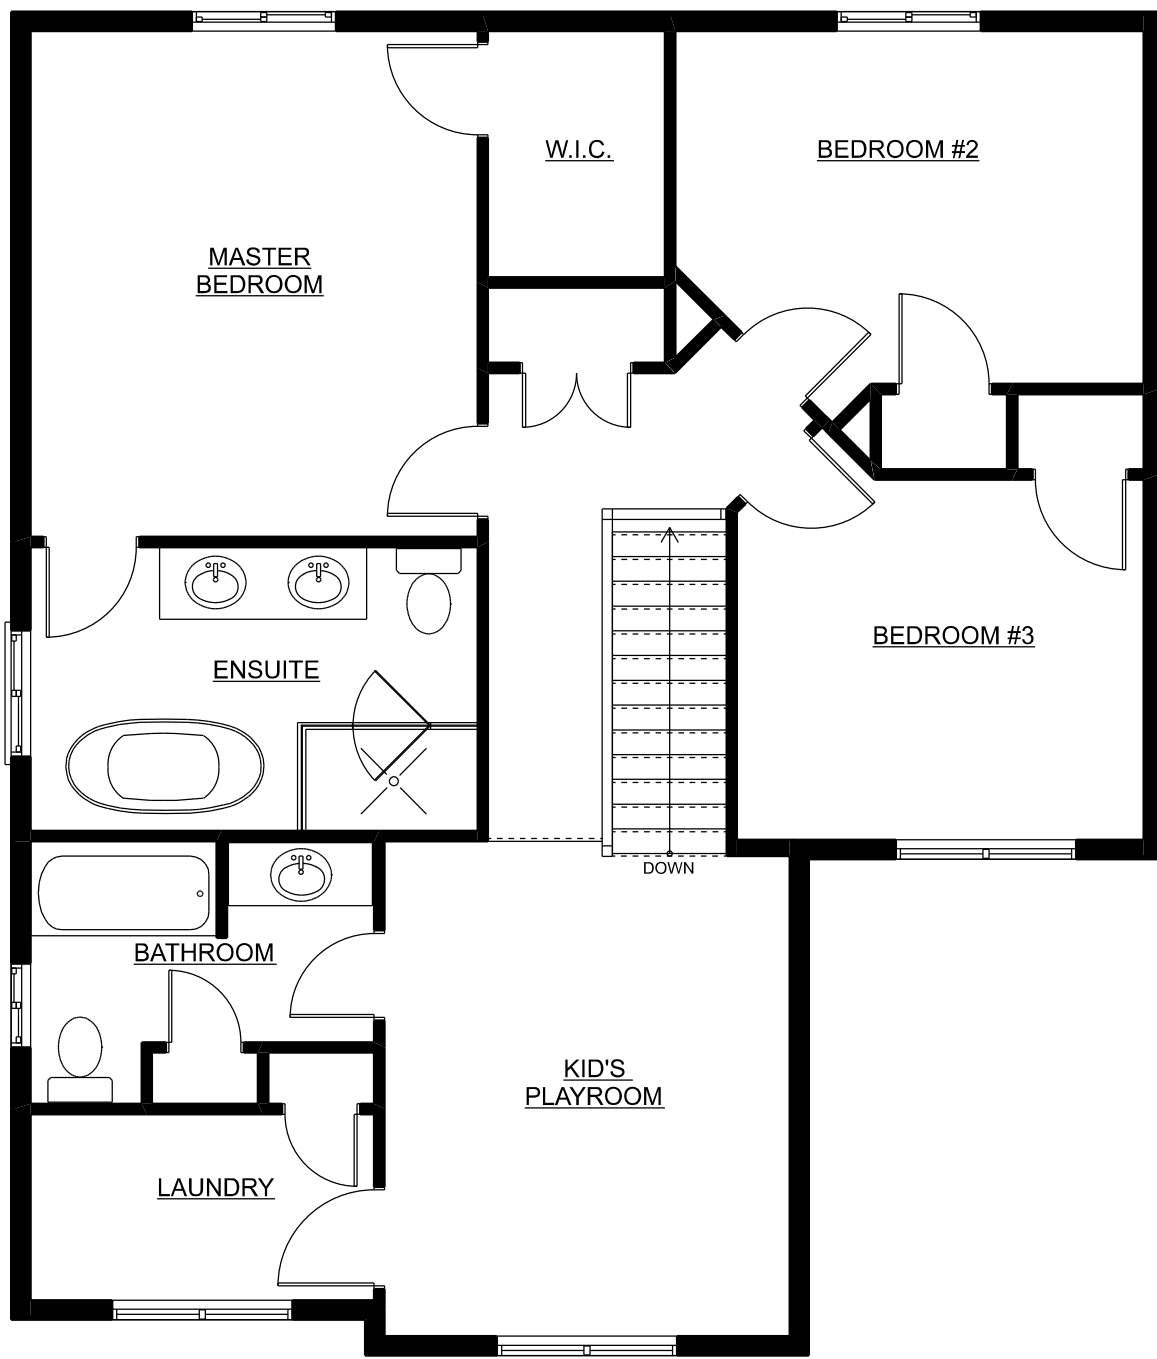 W.I.C.
BEDROOM #2
MASTER
BEDROOM
BEDROOM #3
ENSUITE
DOWN
BATHROOM
KID'S
PLAYROOM
LAUNDRY